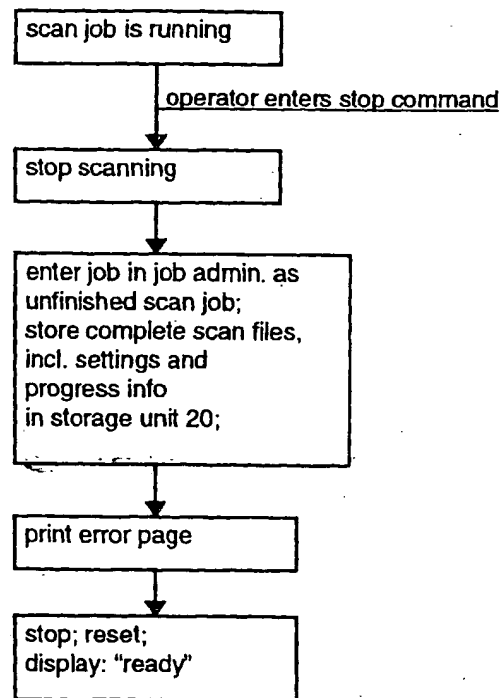 scan job is running
operator enters stop command
stop scanning
enter job in job admin. as
unfinished scan job;
store complete scan files,
incl. settings and
progress info
in storage unit 20;
print error page
stop; reset;
display: “ready”